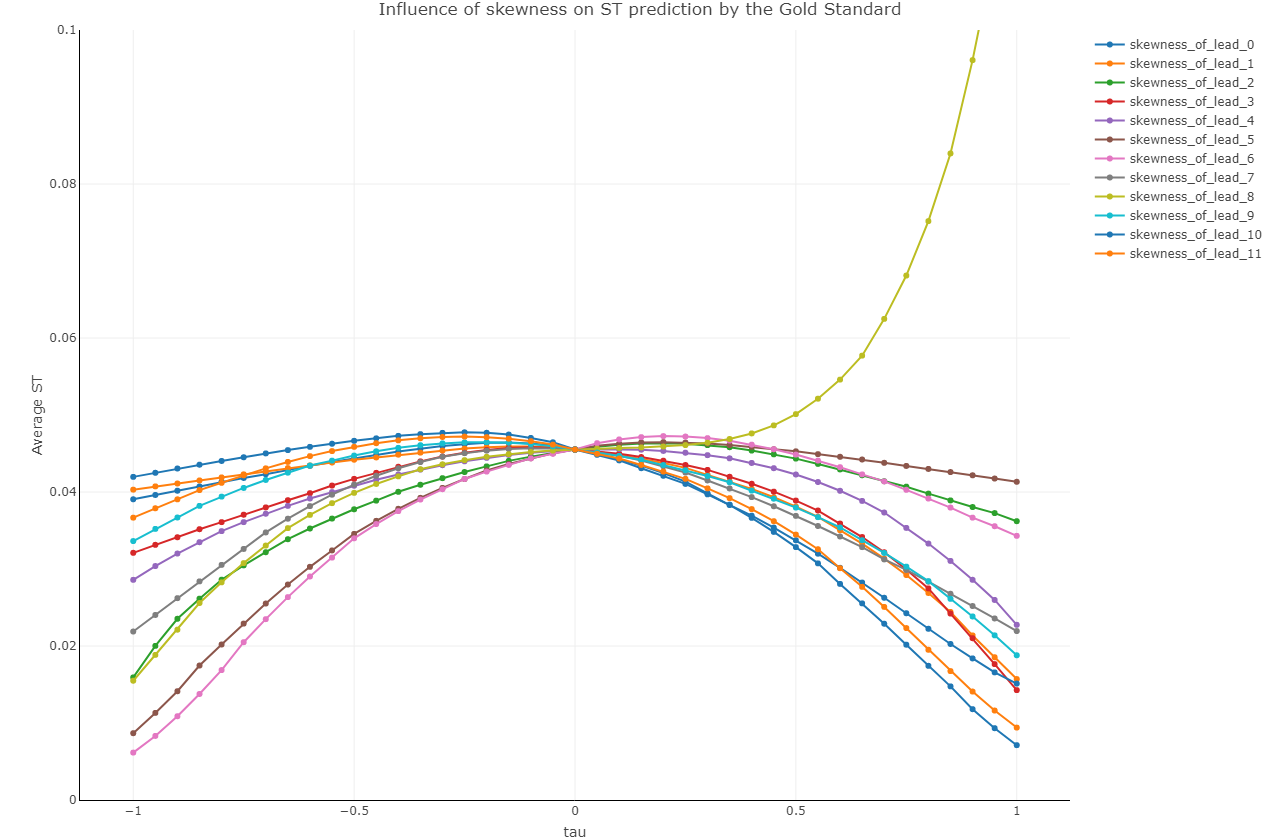 Influence of skewness on ST prediction by the Gold Standard
0.1
0.08
0.06
0.04
0.02
0
Average ST
−1
−0.5
0
0.5
1
tau
skewness_of_lead_0
skewness_of_lead_1
skewness_of_lead_2
skewness_of_lead_3
skewness_of_lead_4
skewness_of_lead_5
skewness_of_lead_6
skewness_of_lead_7
skewness_of_lead_8
skewness_of_lead_9
skewness_of_lead_10
skewness_of_lead_11